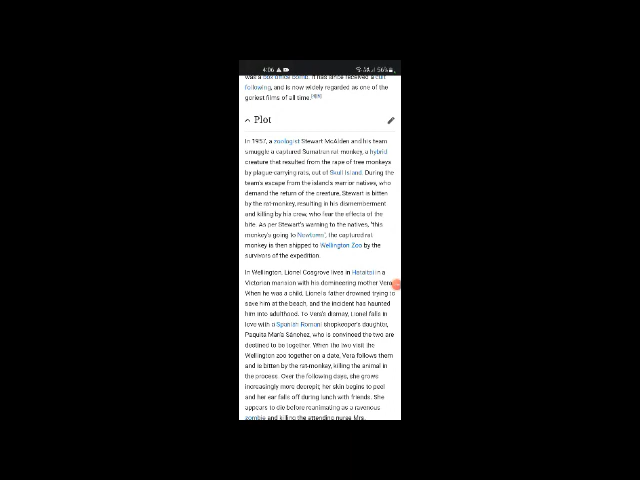 4:06
56%
was a box office bomb. It has since received a cult
following, and is now widely regarded as one of the
goriest films of all time.
Plot
In 1957, a zoologist Stewart McAlden and his team
smuggle a captured Sumatran rat-monkey, a hybrid
creature that resulted from the rape of tree monkeys
by plague-carrying rats, out of Skull Island. During the
team's escape from the island's warrior natives, who
demand the return of the creature, Stewart is bitten
by the rat-monkey, resulting in his dismemberment
and killing by his crew, who fear the effects of the
bite. As per Stewart's warning to the natives, "this
monkey's going to Newtown", the captured rat-
monkey is then shipped to Wellington Zoo by the
survivors of the expedition.
In Wellington, Lionel Cosgrove lives in Hataitai in a
Victorian mansion with his domineering mother Vera.
When he was a child, Lionel's father drowned trying to
save him at the beach, and the incident has haunted
him into adulthood. To Vera's dismay, Lionel falls in
love with a Spanish Romani shopkeeper's daughter,
Paquita María Sánchez, who is convinced the two are
destined to be together. When the two visit the
Wellington zoo together on a date, Vera follows them
and is bitten by the rat-monkey, killing the animal in
the process. Over the following days, she grows
increasingly more decrepit; her skin begins to peel
and her ear falls off during lunch with friends. She
appears to die before reanimating as a ravenous
zombie and killing the attending nurse Mrs.